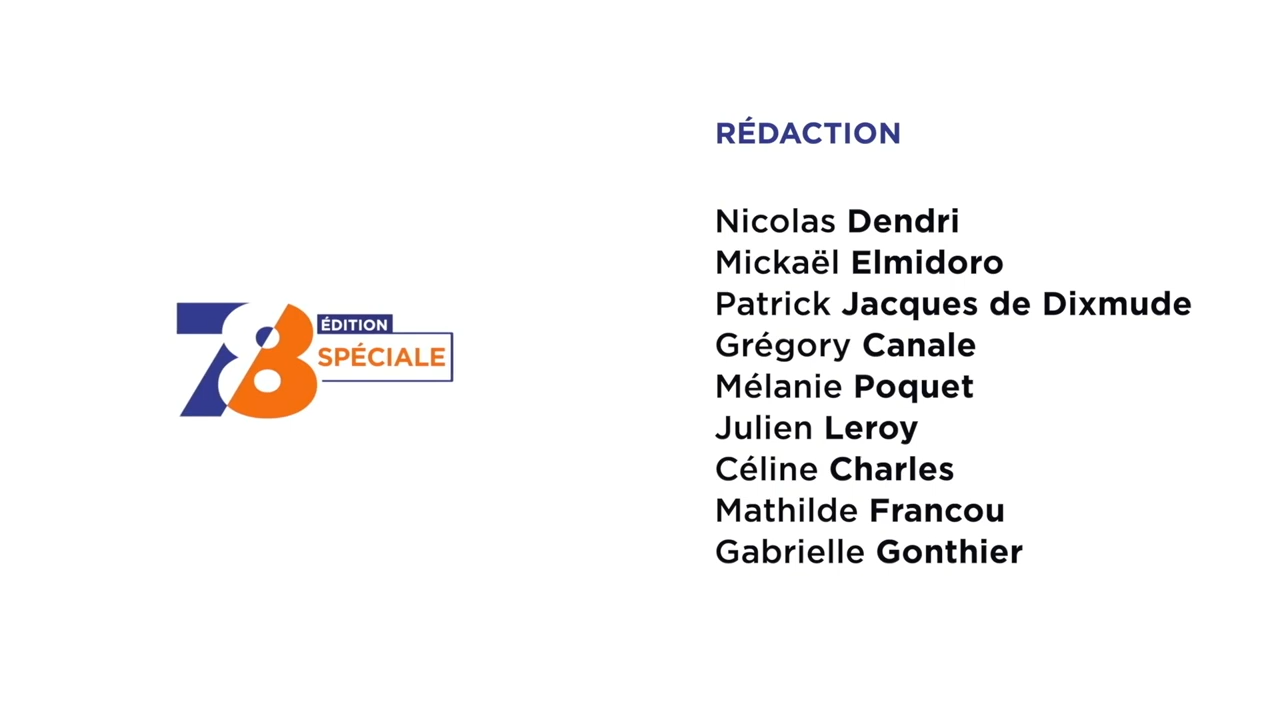 78
ÉDITION
SPÉCIALE
RÉDACTION
Nicolas Dendri
Mickaël Elmidoro
Patrick Jacques de Dixmude
Grégory Canale
Mélanie Poquet
Julien Leroy
Céline Charles
Mathilde Francou
Gabrielle Gonthier